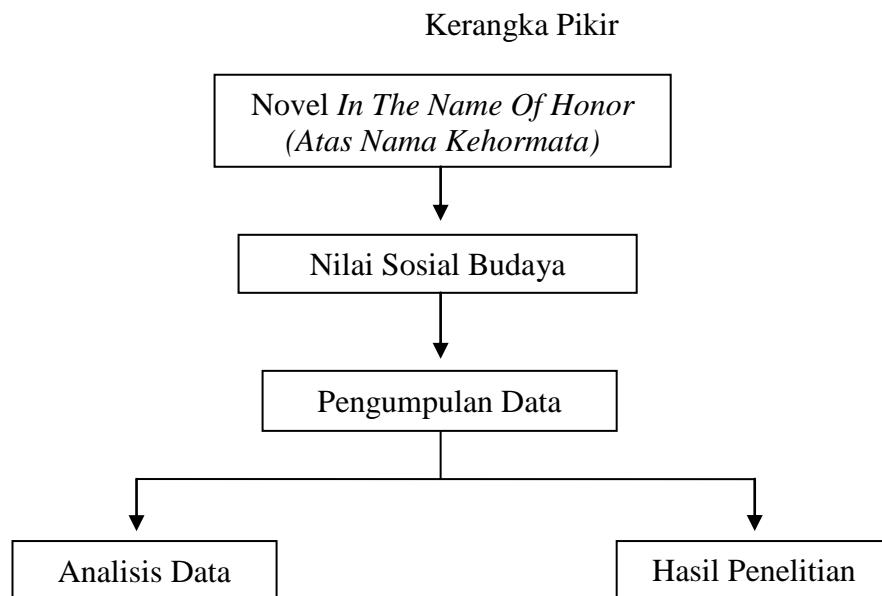 Kerangka Pikir
Novel In The Name Of Honor
(Atas Nama Kehormata)
Nilai Sosial Budaya
Pengumpulan Data
Analisis Data
Hasil Penelitian